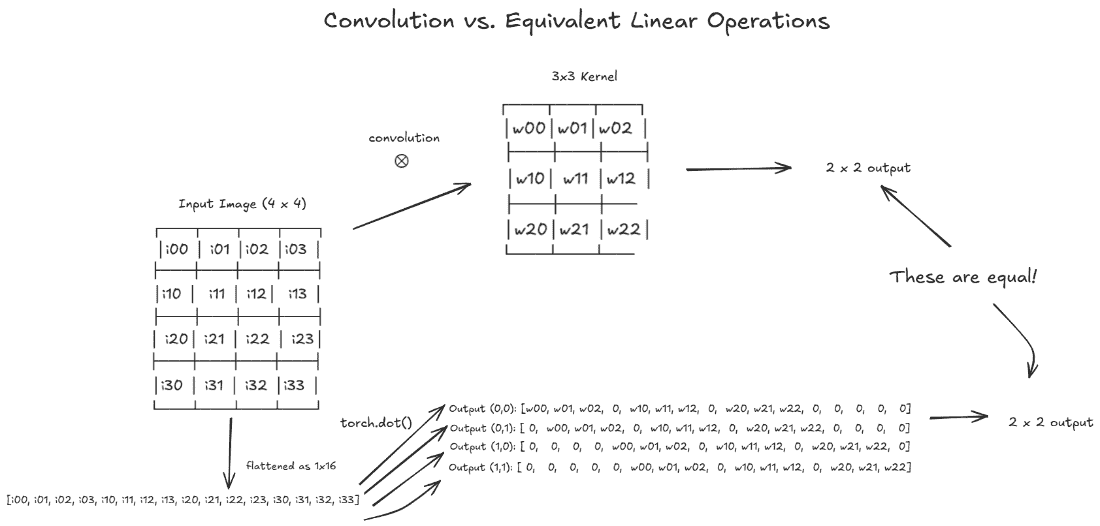 Convolution vs. Equivalent Linear Operations
3x3 Kernel
w00 w01 w02
w10 w11 w12
w20 w21 w22
convolution
⊗
2 x 2 output
Input Image (4 x 4)
i00 i01 i02 i03
i10 i11 i12 i13
i20 i21 i22 i23
i30 i31 i32 i33
These are equal!
torch.dot()
Output (0,0): [w00, w01, w02, 0, w10, w11, w12, 0, w20, w21, w22, 0, 0, 0, 0, 0]
Output (0,1): [ 0, w00, w01, w02, 0, w10, w11, w12, 0, w20, w21, w22, 0, 0, 0, 0]
Output (1,0): [ 0, 0, 0, 0, w00, w01, w02, 0, w10, w11, w12, 0, w20, w21, w22, 0]
Output (1,1): [ 0, 0, 0, 0, 0, w00, w01, w02, 0, w10, w11, w12, 0, w20, w21, w22]
2 x 2 output
flattened as 1x16
[i00, i01, i02, i03, i10, i11, i12, i13, i20, i21, i22, i23, i30, i31, i32, i33]